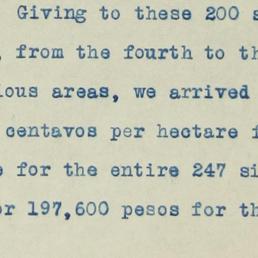 Giving to these 200 s
, from the fourth to th
ious areas, we arrived
centavos per hectare f
e for the entire 247 si
or 197,600 pesos for th